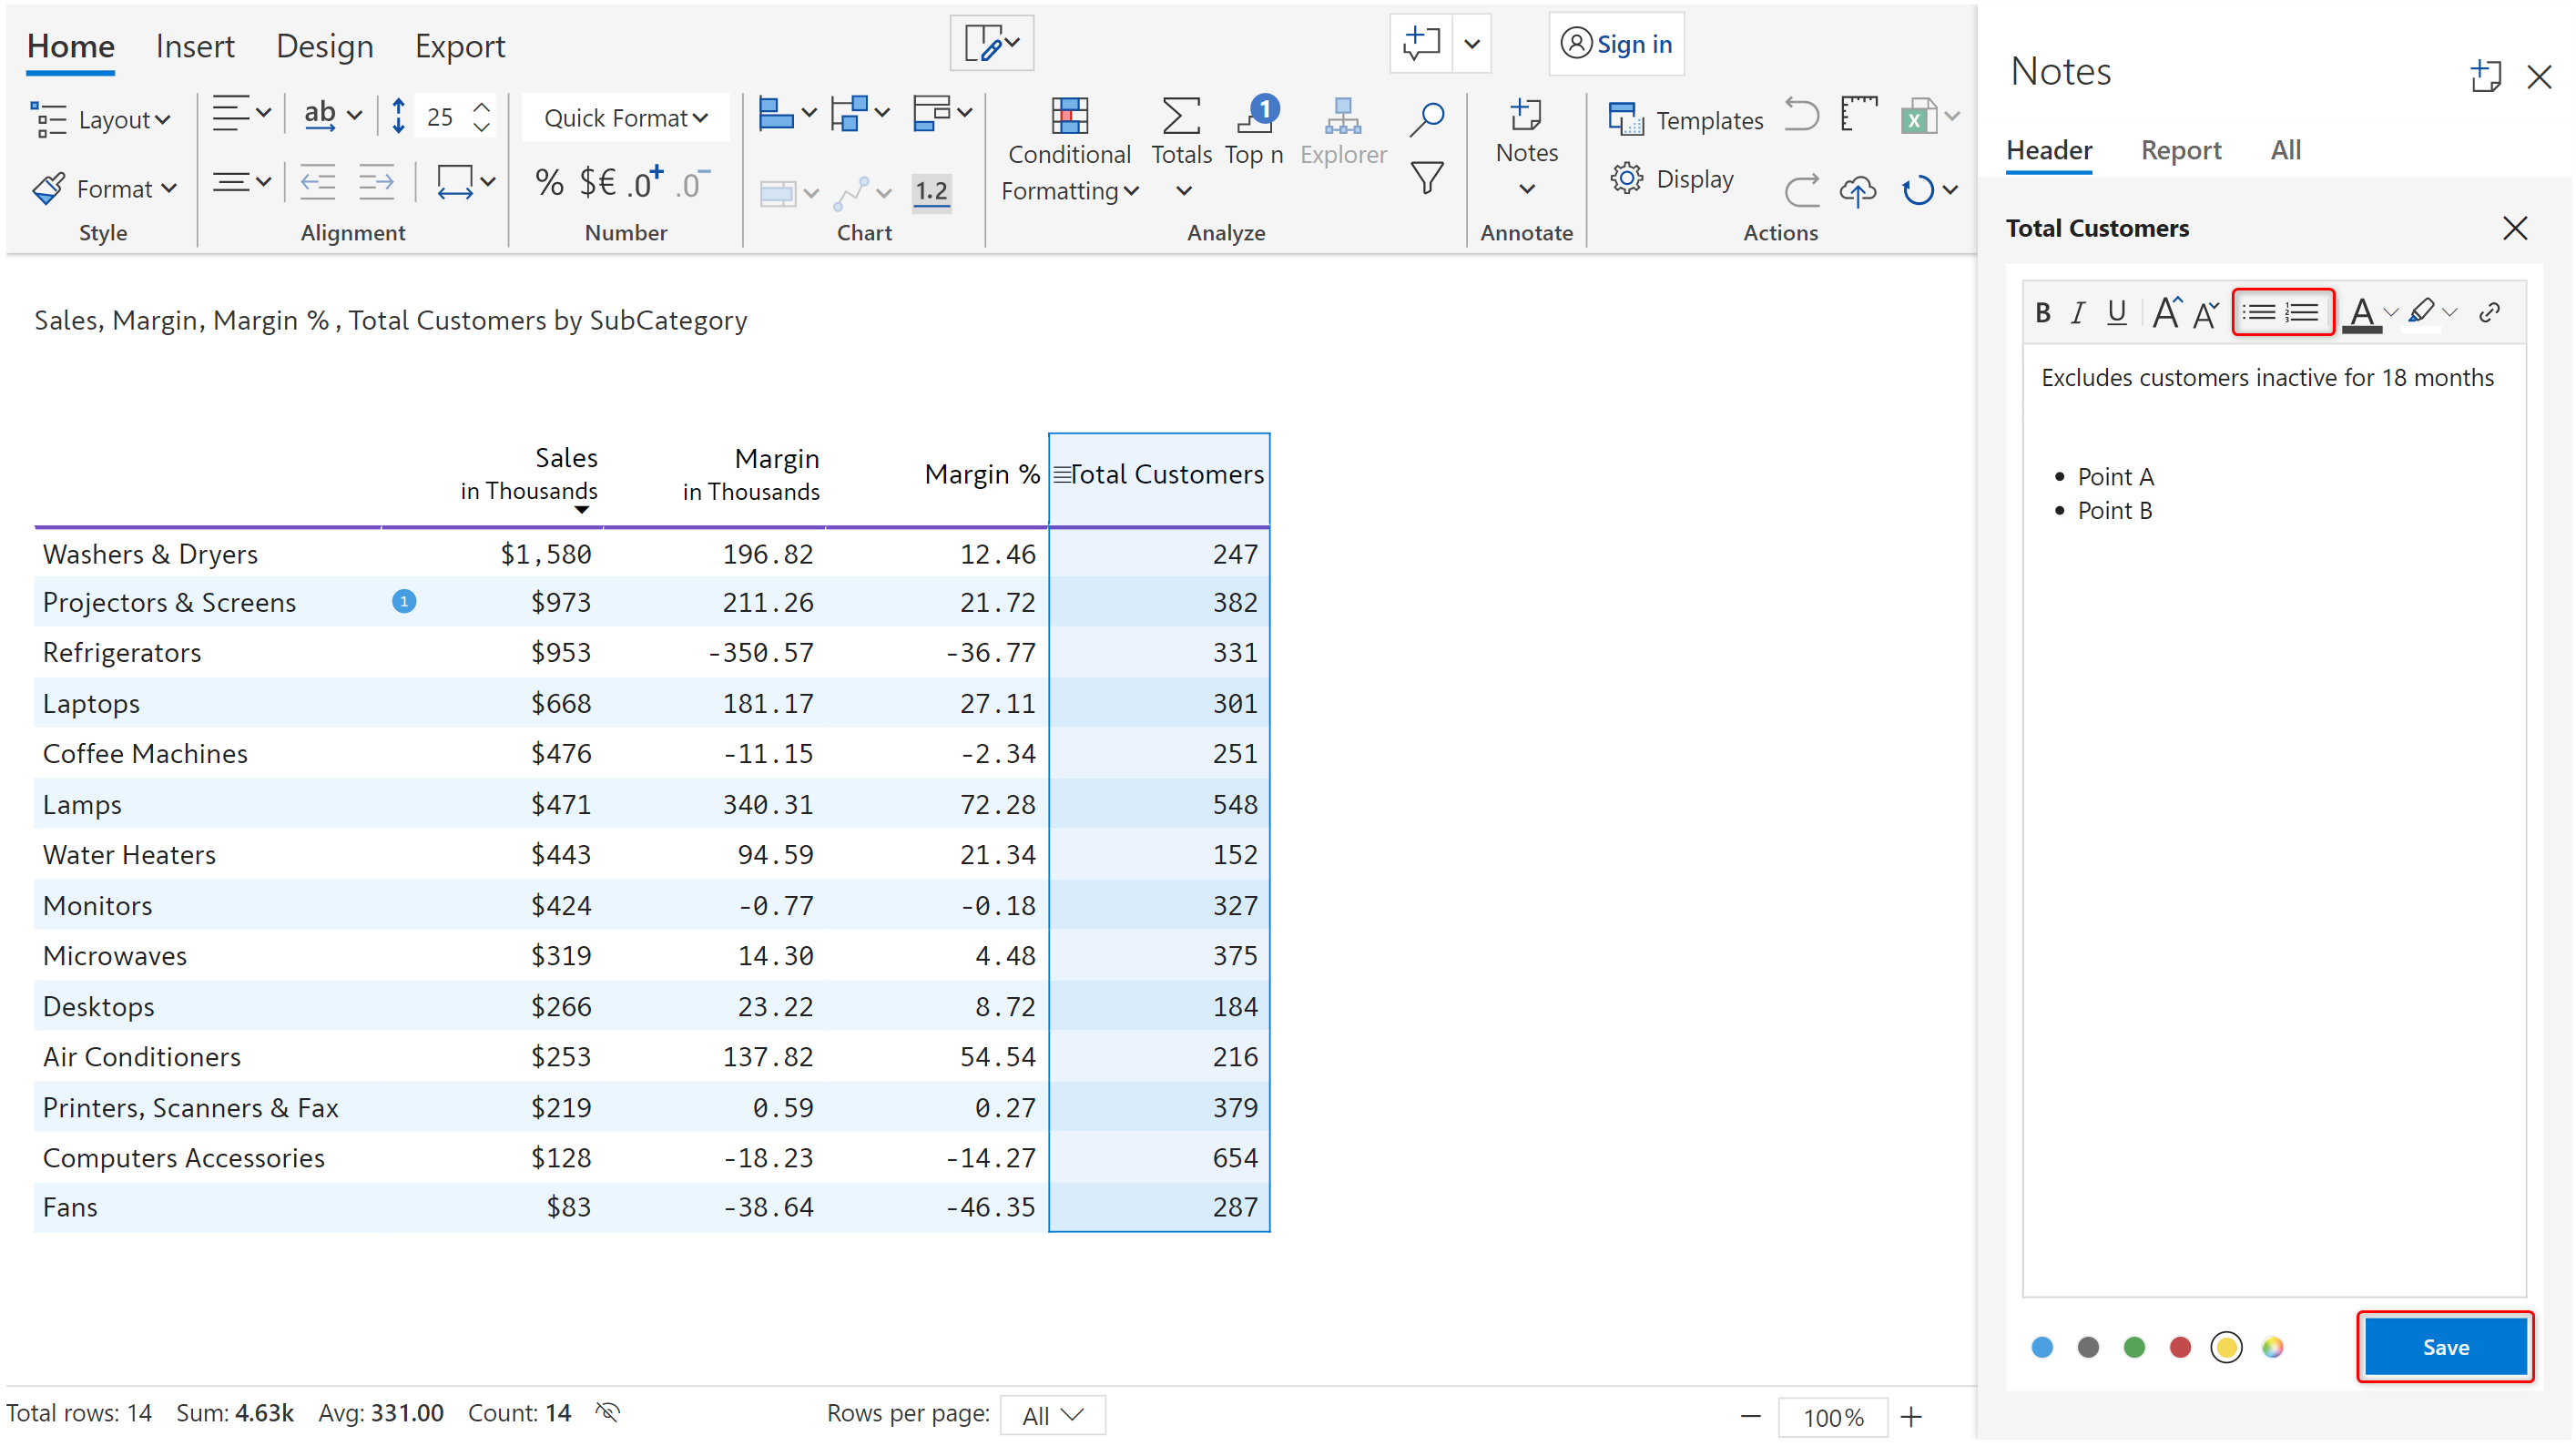 Home Insert Design Export Sign in
Layout ab 25 Quick Format 1 Templates
Conditional Formatting Totals Top n Explorer Notes
Format % $€ .0+ .0- 1.2 Display
Style Alignment Number Chart Analyze Annotate Actions
Sales, Margin, Margin % , Total Customers by SubCategory
Sales in Thousands Margin in Thousands Margin % Total Customers
Washers & Dryers $1,580 196.82 12.46 247
Projectors & Screens 1 $973 211.26 21.72 382
Refrigerators $953 -350.57 -36.77 331
Laptops $668 181.17 27.11 301
Coffee Machines $476 -11.15 -2.34 251
Lamps $471 340.31 72.28 548
Water Heaters $443 94.59 21.34 152
Monitors $424 -0.77 -0.18 327
Microwaves $319 14.30 4.48 375
Desktops $266 23.22 8.72 184
Air Conditioners $253 137.82 54.54 216
Printers, Scanners & Fax $219 0.59 0.27 379
Computers Accessories $128 -18.23 -14.27 654
Fans $83 -38.64 -46.35 287
Total rows: 14 Sum: 4.63k Avg: 331.00 Count: 14 Rows per page: All 100%
Notes
Header Report All
Total Customers
B I U A A A
Excludes customers inactive for 18 months
• Point A
• Point B
Save